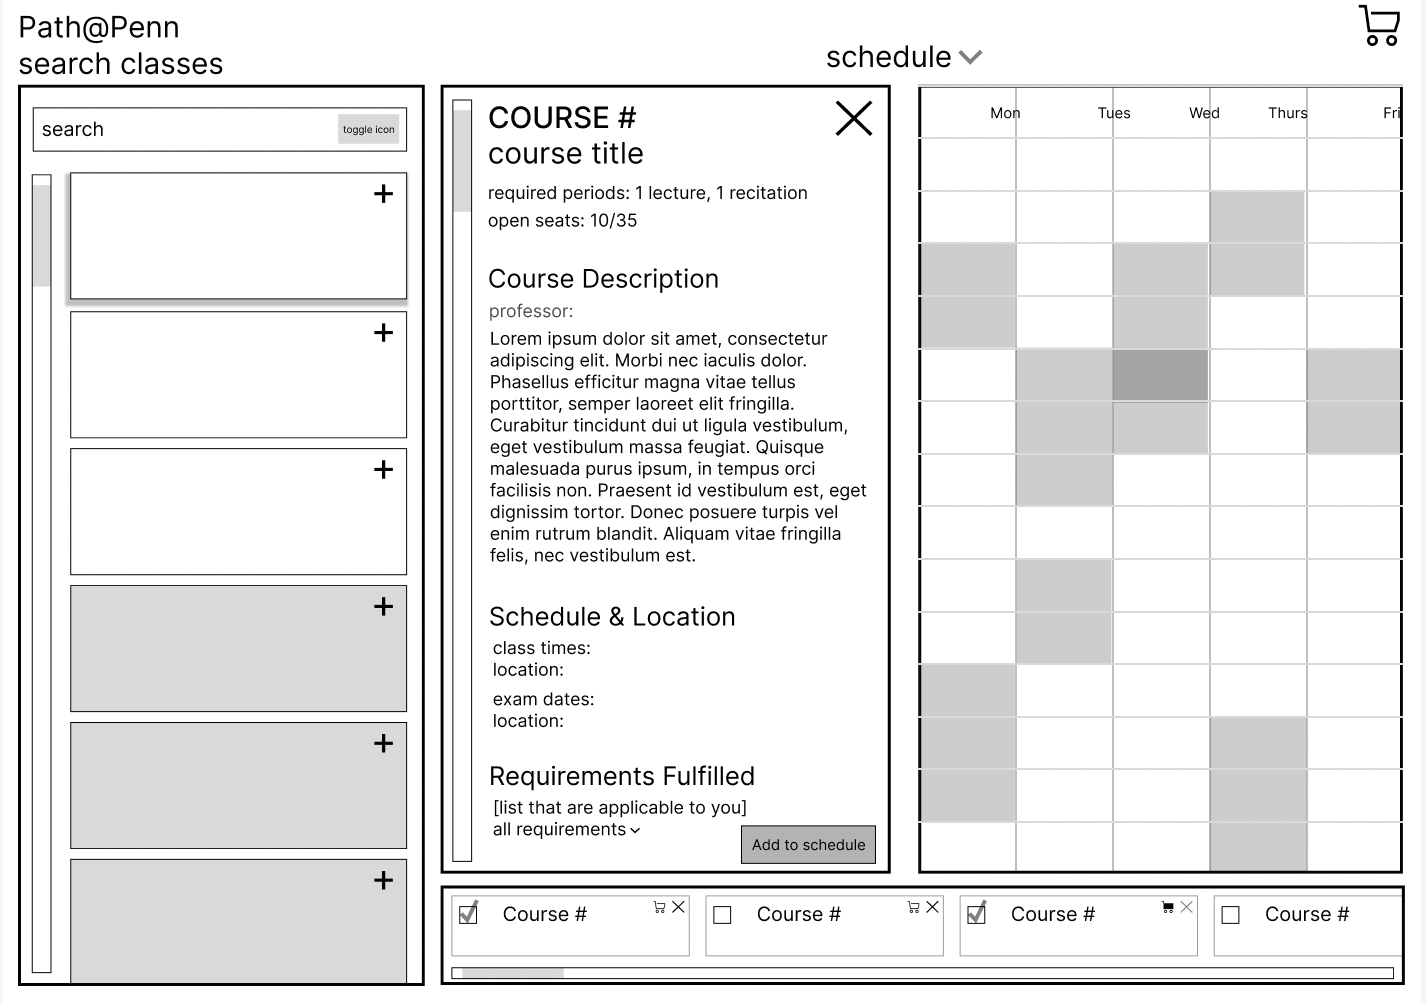 Path@Penn
search classes
schedule
search
toggle icon
COURSE #
course title
required periods: 1 lecture, 1 recitation
open seats: 10/35
Course Description
professor:
Lorem ipsum dolor sit amet, consectetur
adipiscing elit. Morbi nec iaculis dolor.
Phasellus efficitur magna vitae tellus
porttitor, semper laoreet elit fringilla.
Curabitur tincidunt dui ut ligula vestibulum,
eget vestibulum massa feugiat. Quisque
malesuada purus ipsum, in tempus orci
facilisis non. Praesent id vestibulum est, eget
dignissim tortor. Donec posuere turpis vel
enim rutrum blandit. Aliquam vitae fringilla
felis, nec vestibulum est.
Schedule & Location
class times:
location:
exam dates:
location:
Requirements Fulfilled
[list that are applicable to you]
all requirements
Add to schedule
Mon Tues Wed Thurs Fri
Course #
Course #
Course #
Course #